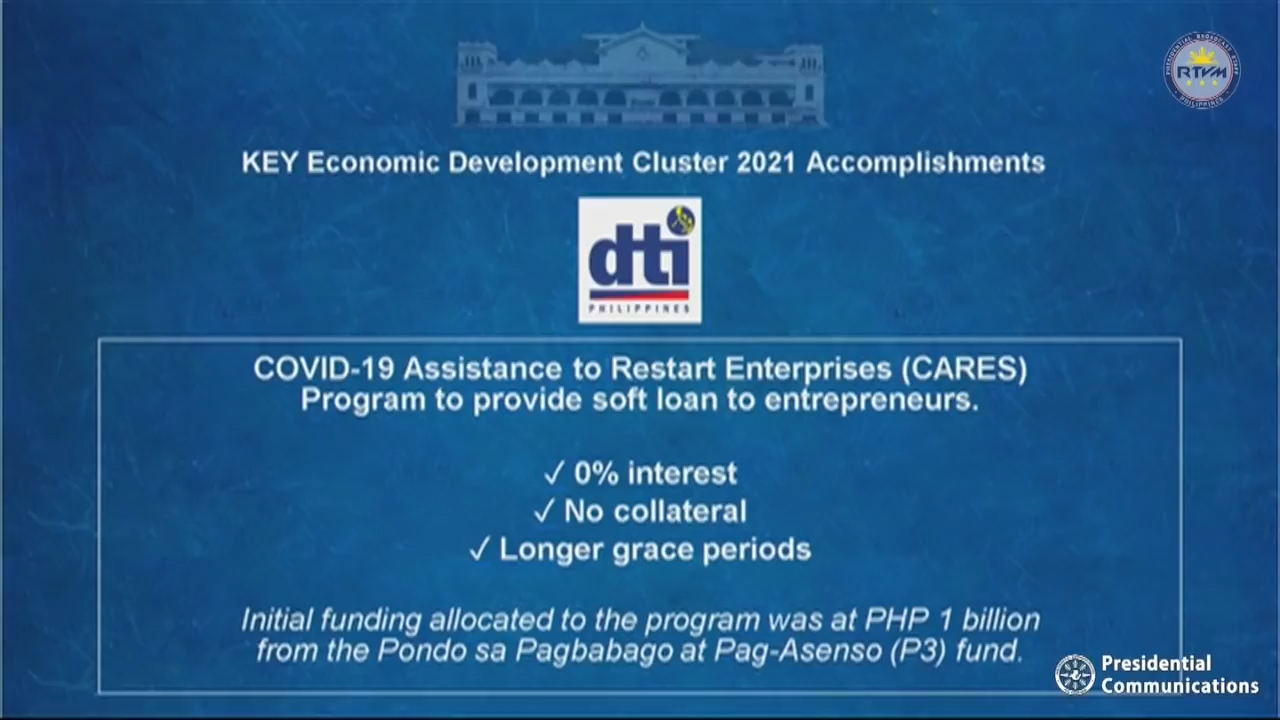 RTVM
PHILIPPINES
KEY Economic Development Cluster 2021 Accomplishments
dti
PHILIPPINES
COVID-19 Assistance to Restart Enterprises (CARES)
Program to provide soft loan to entrepreneurs.
✓ 0% interest
✓ No collateral
✓ Longer grace periods
Initial funding allocated to the program was at PHP 1 billion
from the Pondo sa Pagbabago at Pag-Asenso (P3) fund.
Presidential
Communications